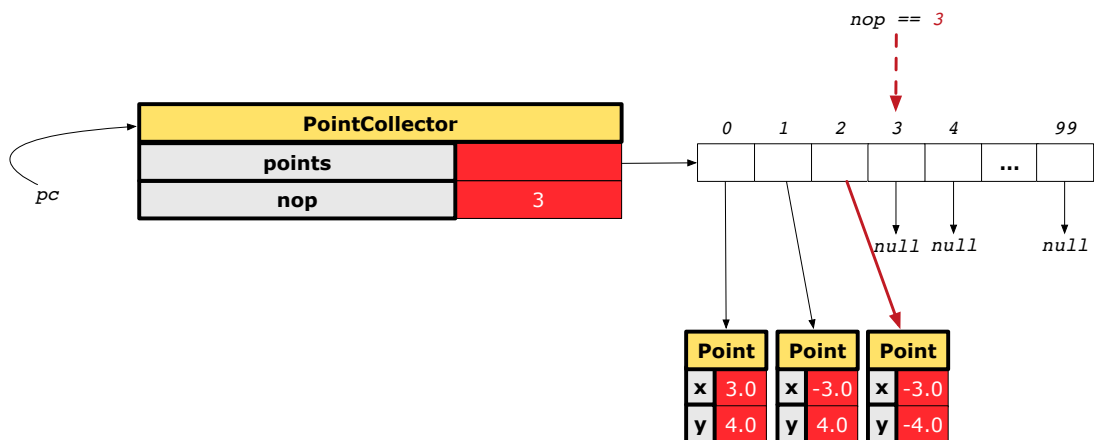 nop == 3
PointCollector
0 1 2 3 4 99
points
...
nop 3
pc
null null null
Point Point Point
x 3.0 x -3.0 x -3.0
y 4.0 y 4.0 y -4.0